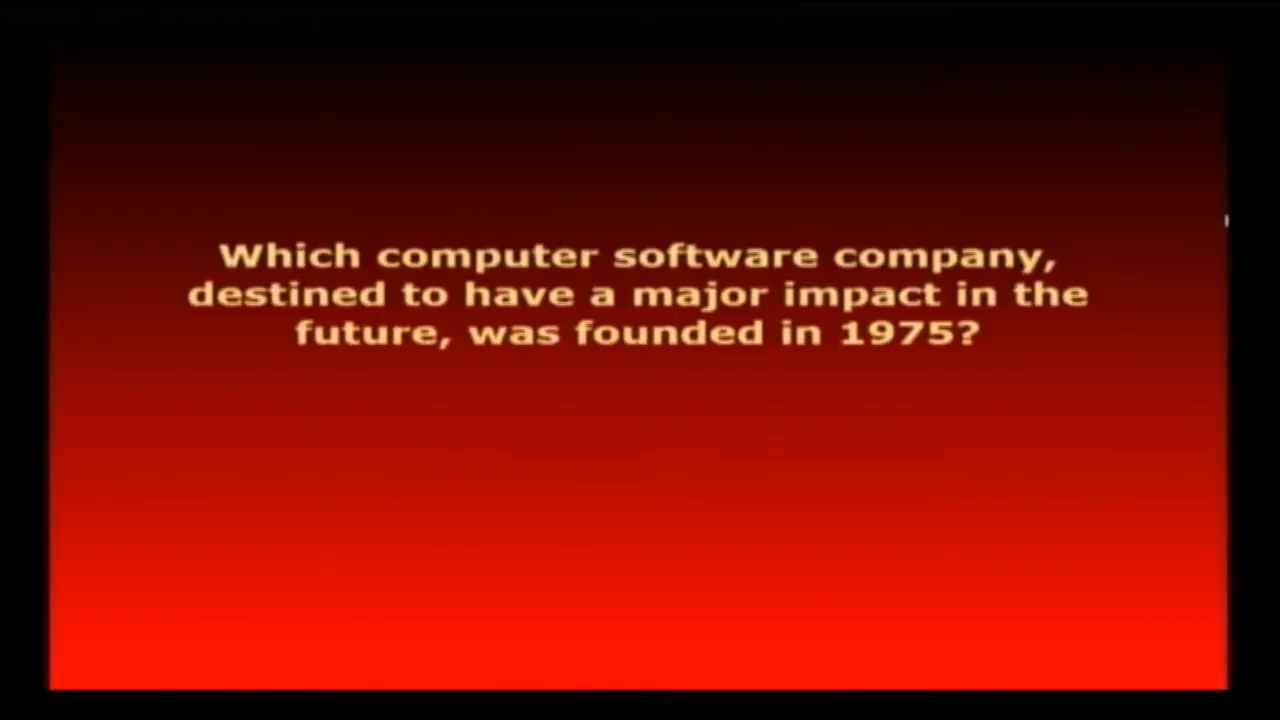 Which computer software company,
destined to have a major impact in the
future, was founded in 1975?